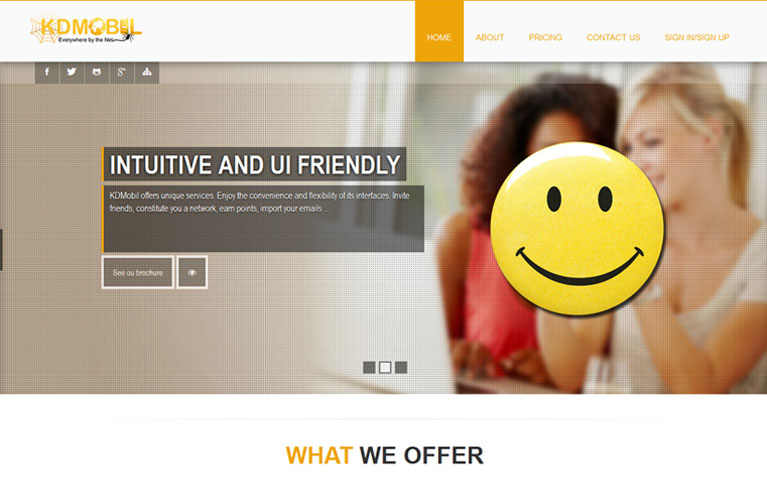 KDMOBIL
Everywhere by the Net
HOME
ABOUT
PRICING
CONTACT US
SIGN IN/SIGN UP
INTUITIVE AND UI FRIENDLY
KDMobil offers unique services. Enjoy the convenience and flexibility of its interfaces. Invite
friends, constitute you a network, earn points, import your emails ...
See ou brochure
WHAT WE OFFER